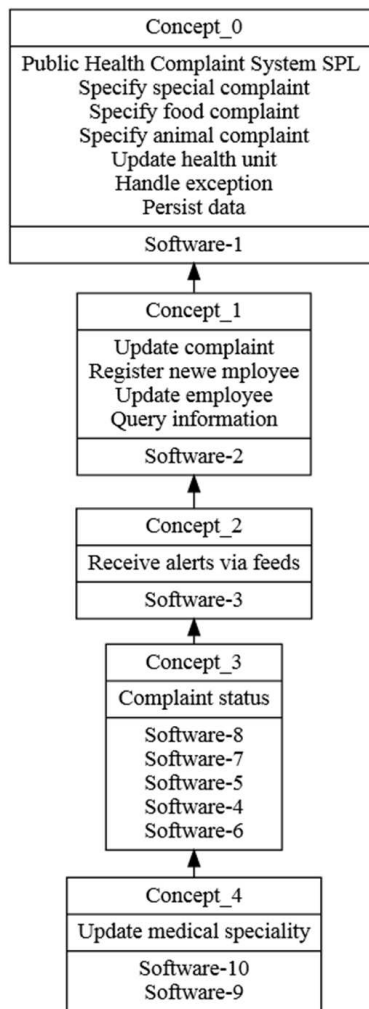 Concept_0
Public Health Complaint System SPL
Specify special complaint
Specify food complaint
Specify animal complaint
Update health unit
Handle exception
Persist data
Software-1
Concept_1
Update complaint
Register newe mployee
Update employee
Query information
Software-2
Concept_2
Receive alerts via feeds
Software-3
Concept_3
Complaint status
Software-8
Software-7
Software-5
Software-4
Software-6
Concept_4
Update medical speciality
Software-10
Software-9